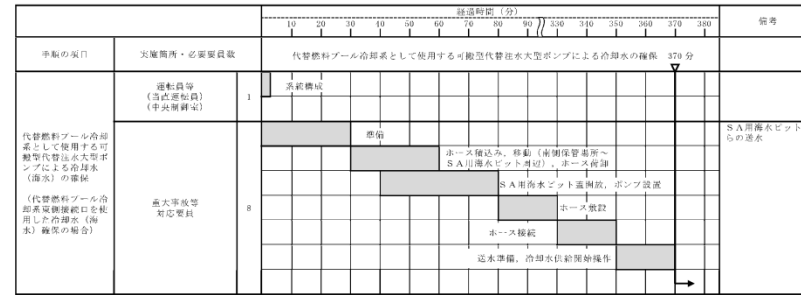 経過時間（分）
備考
10 20 30 40 50 60 70 80 90 320 330 340 350 360 370 380
手順の項目
実施箇所・必要要員数
代替燃料プール冷却系として使用する可搬型代替注水大型ポンプによる冷却水の確保 370分
代替燃料プール冷却
系として使用する可
搬型代替注水大型ポ
ンプによる冷却水
（海水）の確保
（代替燃料プール冷
却系東側接続口を使
用した冷却水（海
水）確保の場合）
運転員等
（当直運転員）
（中央制御室）
1
系統構成
重大事故等
対応要員
8
準備
ホース積込み，移動（南側保管場所～
ＳＡ用海水ピット周辺），ホース荷卸
ＳＡ用海水ピット蓋開放，ポンプ設置
ホース敷設
ホース接続
送水準備，冷却水供給開始操作
ＳＡ用海水ピットか
らの送水